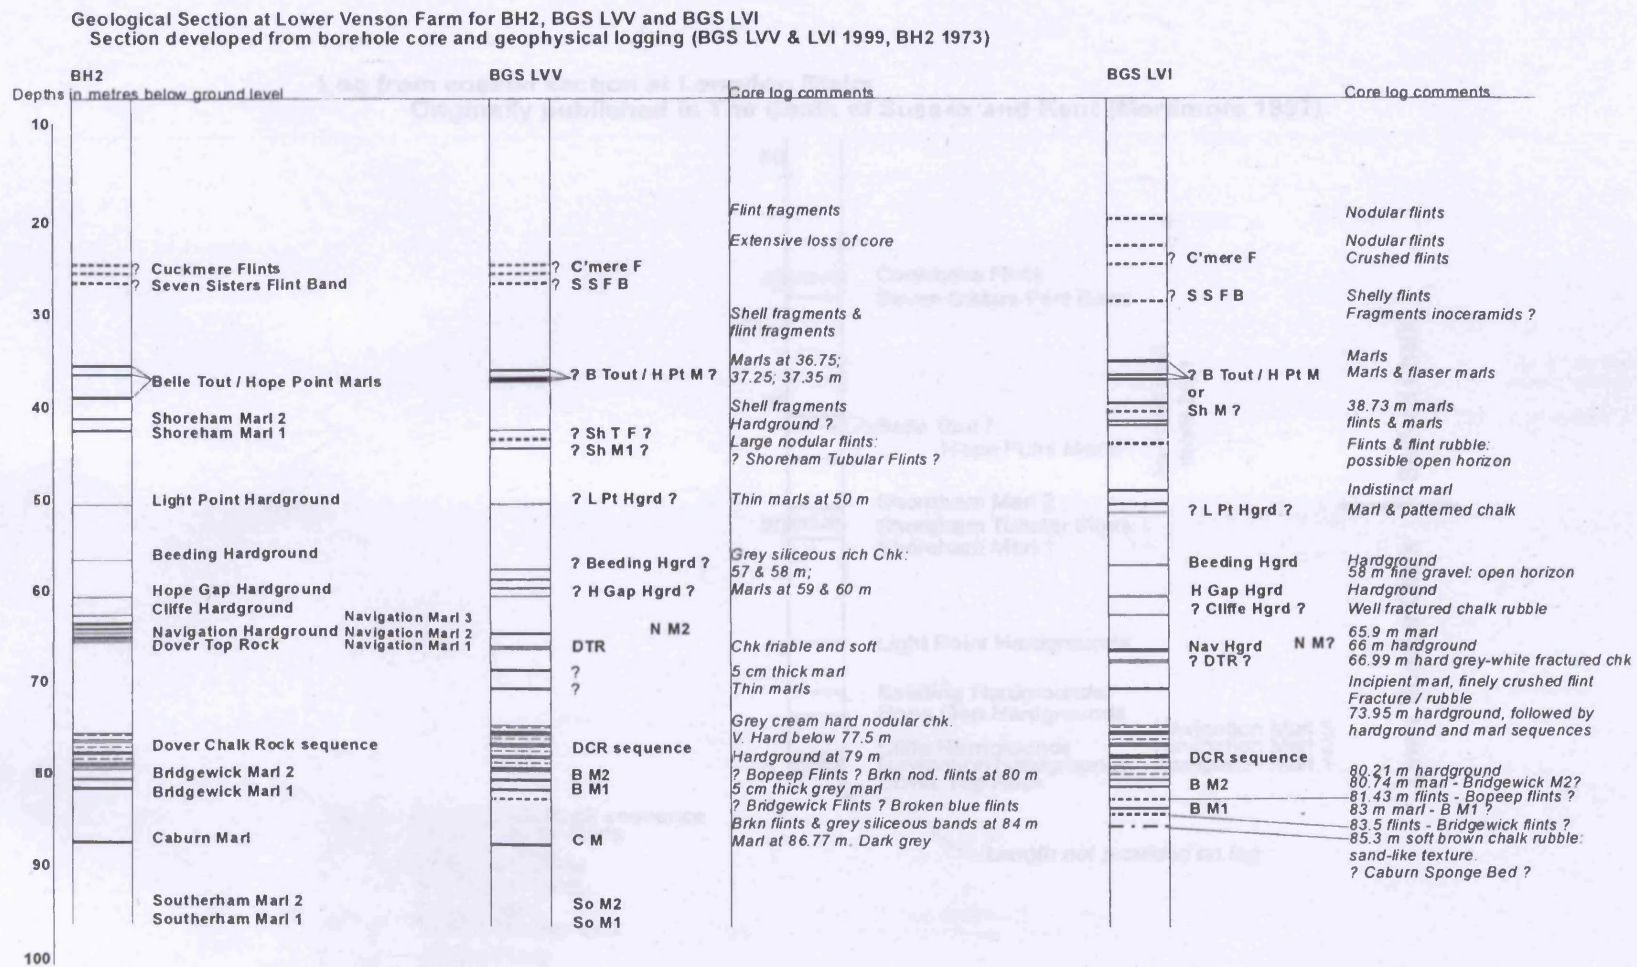 Geological Section at Lower Venson Farm for BH2, BGS LVV and BGS LVI
Section developed from borehole core and geophysical logging (BGS LVV & LVI 1999, BH2 1973)
BH2
Depths in metres below ground level
10
20
30
40
50
60
70
80
90
100
? Cuckmere Flints
? Seven Sisters Flint Band
Belle Tout / Hope Point Marls
Shoreham Marl 2
Shoreham Marl 1
Light Point Hardground
Beeding Hardground
Hope Gap Hardground
Cliffe Hardground
Navigation Marl 3
Navigation Hardground Navigation Marl 2
Dover Top Rock Navigation Marl 1
Dover Chalk Rock sequence
Bridgewick Marl 2
Bridgewick Marl 1
Caburn Marl
Southerham Marl 2
Southerham Marl 1
BGS LVV
? C'mere F
? S S F B
? B Tout / H Pt M ?
? Sh T F ?
? Sh M1 ?
? L Pt Hgrd ?
? Beeding Hgrd ?
? H Gap Hgrd ?
N M2
DTR
?
?
DCR sequence
B M2
B M1
C M
So M2
So M1
Core log comments
Flint fragments
Extensive loss of core
Shell fragments &
flint fragments
Marls at 36.75;
37.25; 37.35 m
Shell fragments
Hardground ?
Large nodular flints:
? Shoreham Tubular Flints ?
Thin marls at 50 m
Grey siliceous rich Chk:
57 & 58 m;
Marls at 59 & 60 m
Chk friable and soft
5 cm thick marl
Thin marls
Grey cream hard nodular chk.
V. Hard below 77.5 m
Hardground at 79 m
? Bopeep Flints ? Brkn nod. flints at 80 m
5 cm thick grey marl
? Bridgewick Flints ? Broken blue flints
Brkn flints & grey siliceous bands at 84 m
Marl at 86.77 m. Dark grey
BGS LVI
? C'mere F
? S S F B
? B Tout / H Pt M
or
Sh M ?
? L Pt Hgrd ?
Beeding Hgrd
H Gap Hgrd
? Cliffe Hgrd ?
Nav Hgrd N M?
? DTR ?
DCR sequence
B M2
B M1
Core log comments
Nodular flints
Nodular flints
Crushed flints
Shelly flints
Fragments inoceramids ?
Marls
Marls & flaser marls
38.73 m marls
flints & marls
Flints & flint rubble:
possible open horizon
Indistinct marl
Marl & patterned chalk
Hardground
58 m fine gravel: open horizon
Hardground
Well fractured chalk rubble
65.9 m marl
66 m hardground
66.99 m hard grey-white fractured chk
Incipient marl, finely crushed flint
Fracture / rubble
73.95 m hardground, followed by
hardground and marl sequences
80.21 m hardground
80.74 m marl - Bridgewick M2?
81.43 m flints - Bopeep flints ?
83 m marl - B M1 ?
83.5 flints - Bridgewick flints ?
85.3 m soft brown chalk rubble:
sand-like texture.
? Caburn Sponge Bed ?